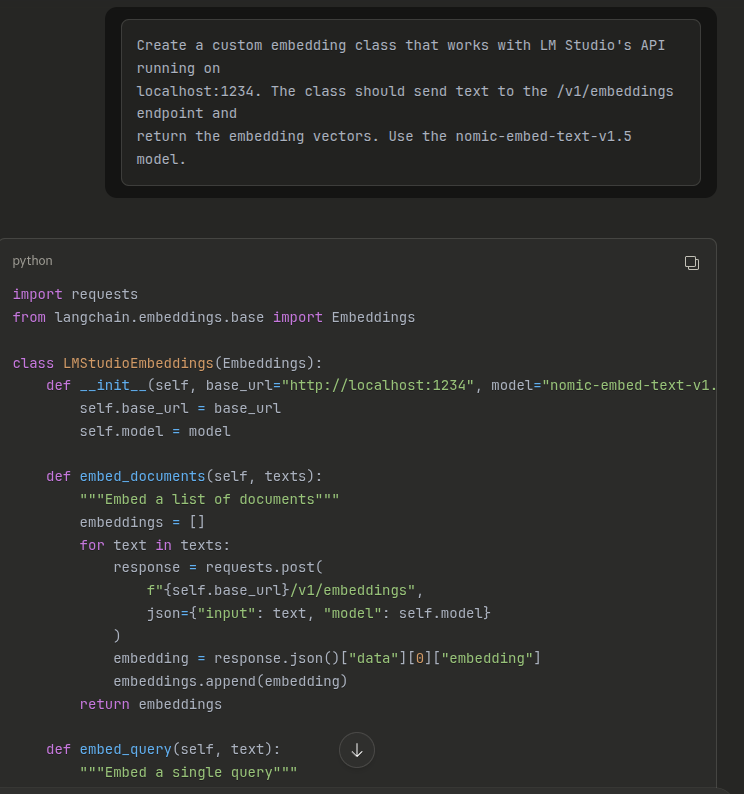 Create a custom embedding class that works with LM Studio's API
running on
localhost:1234. The class should send text to the /v1/embeddings
endpoint and
return the embedding vectors. Use the nomic-embed-text-v1.5
model.
python
import requests
from langchain.embeddings.base import Embeddings
class LMStudioEmbeddings(Embeddings):
    def __init__(self, base_url="http://localhost:1234", model="nomic-embed-text-v1.
        self.base_url = base_url
        self.model = model
    def embed_documents(self, texts):
        """Embed a list of documents"""
        embeddings = []
        for text in texts:
            response = requests.post(
                f"{self.base_url}/v1/embeddings",
                json={"input": text, "model": self.model}
            )
            embedding = response.json()["data"][0]["embedding"]
            embeddings.append(embedding)
        return embeddings
    def embed_query(self, text):
        """Embed a single query"""